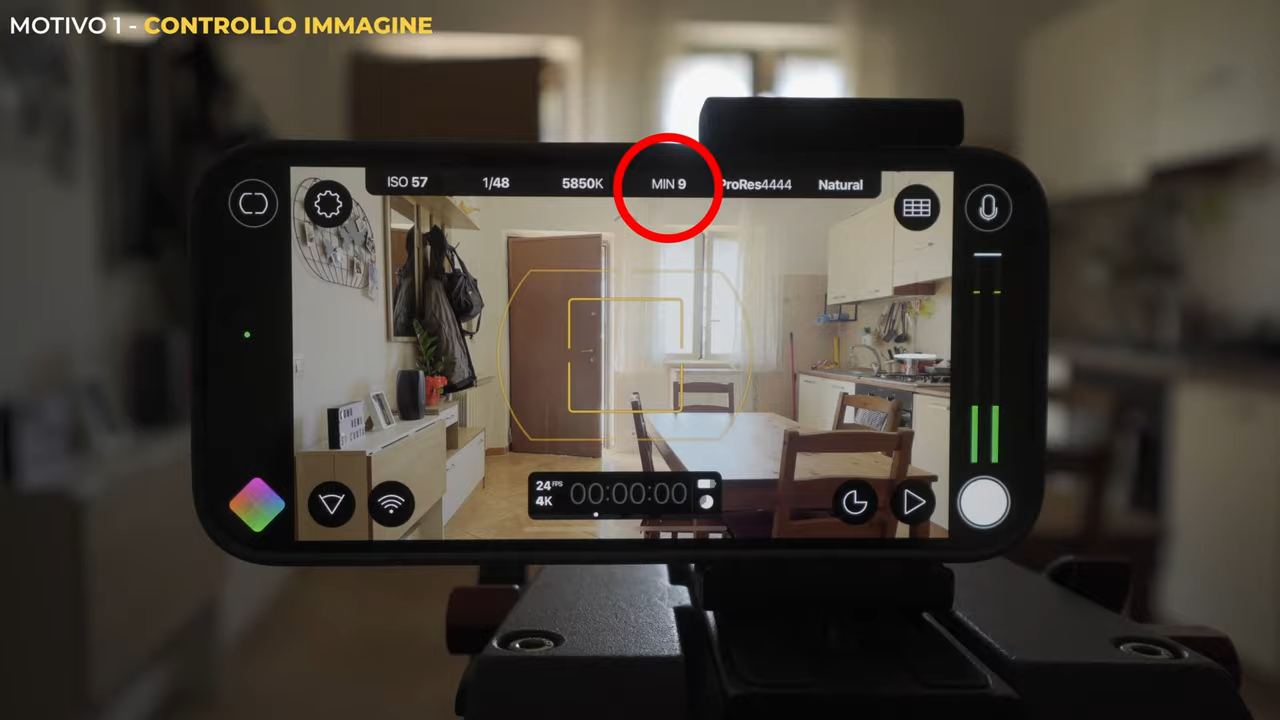 MOTIVO 1 - CONTROLLO IMMAGINE
ISO 57 1/48 5850K MIN 9 ProRes4444 Natural
24 FPS 00:00:00
4K